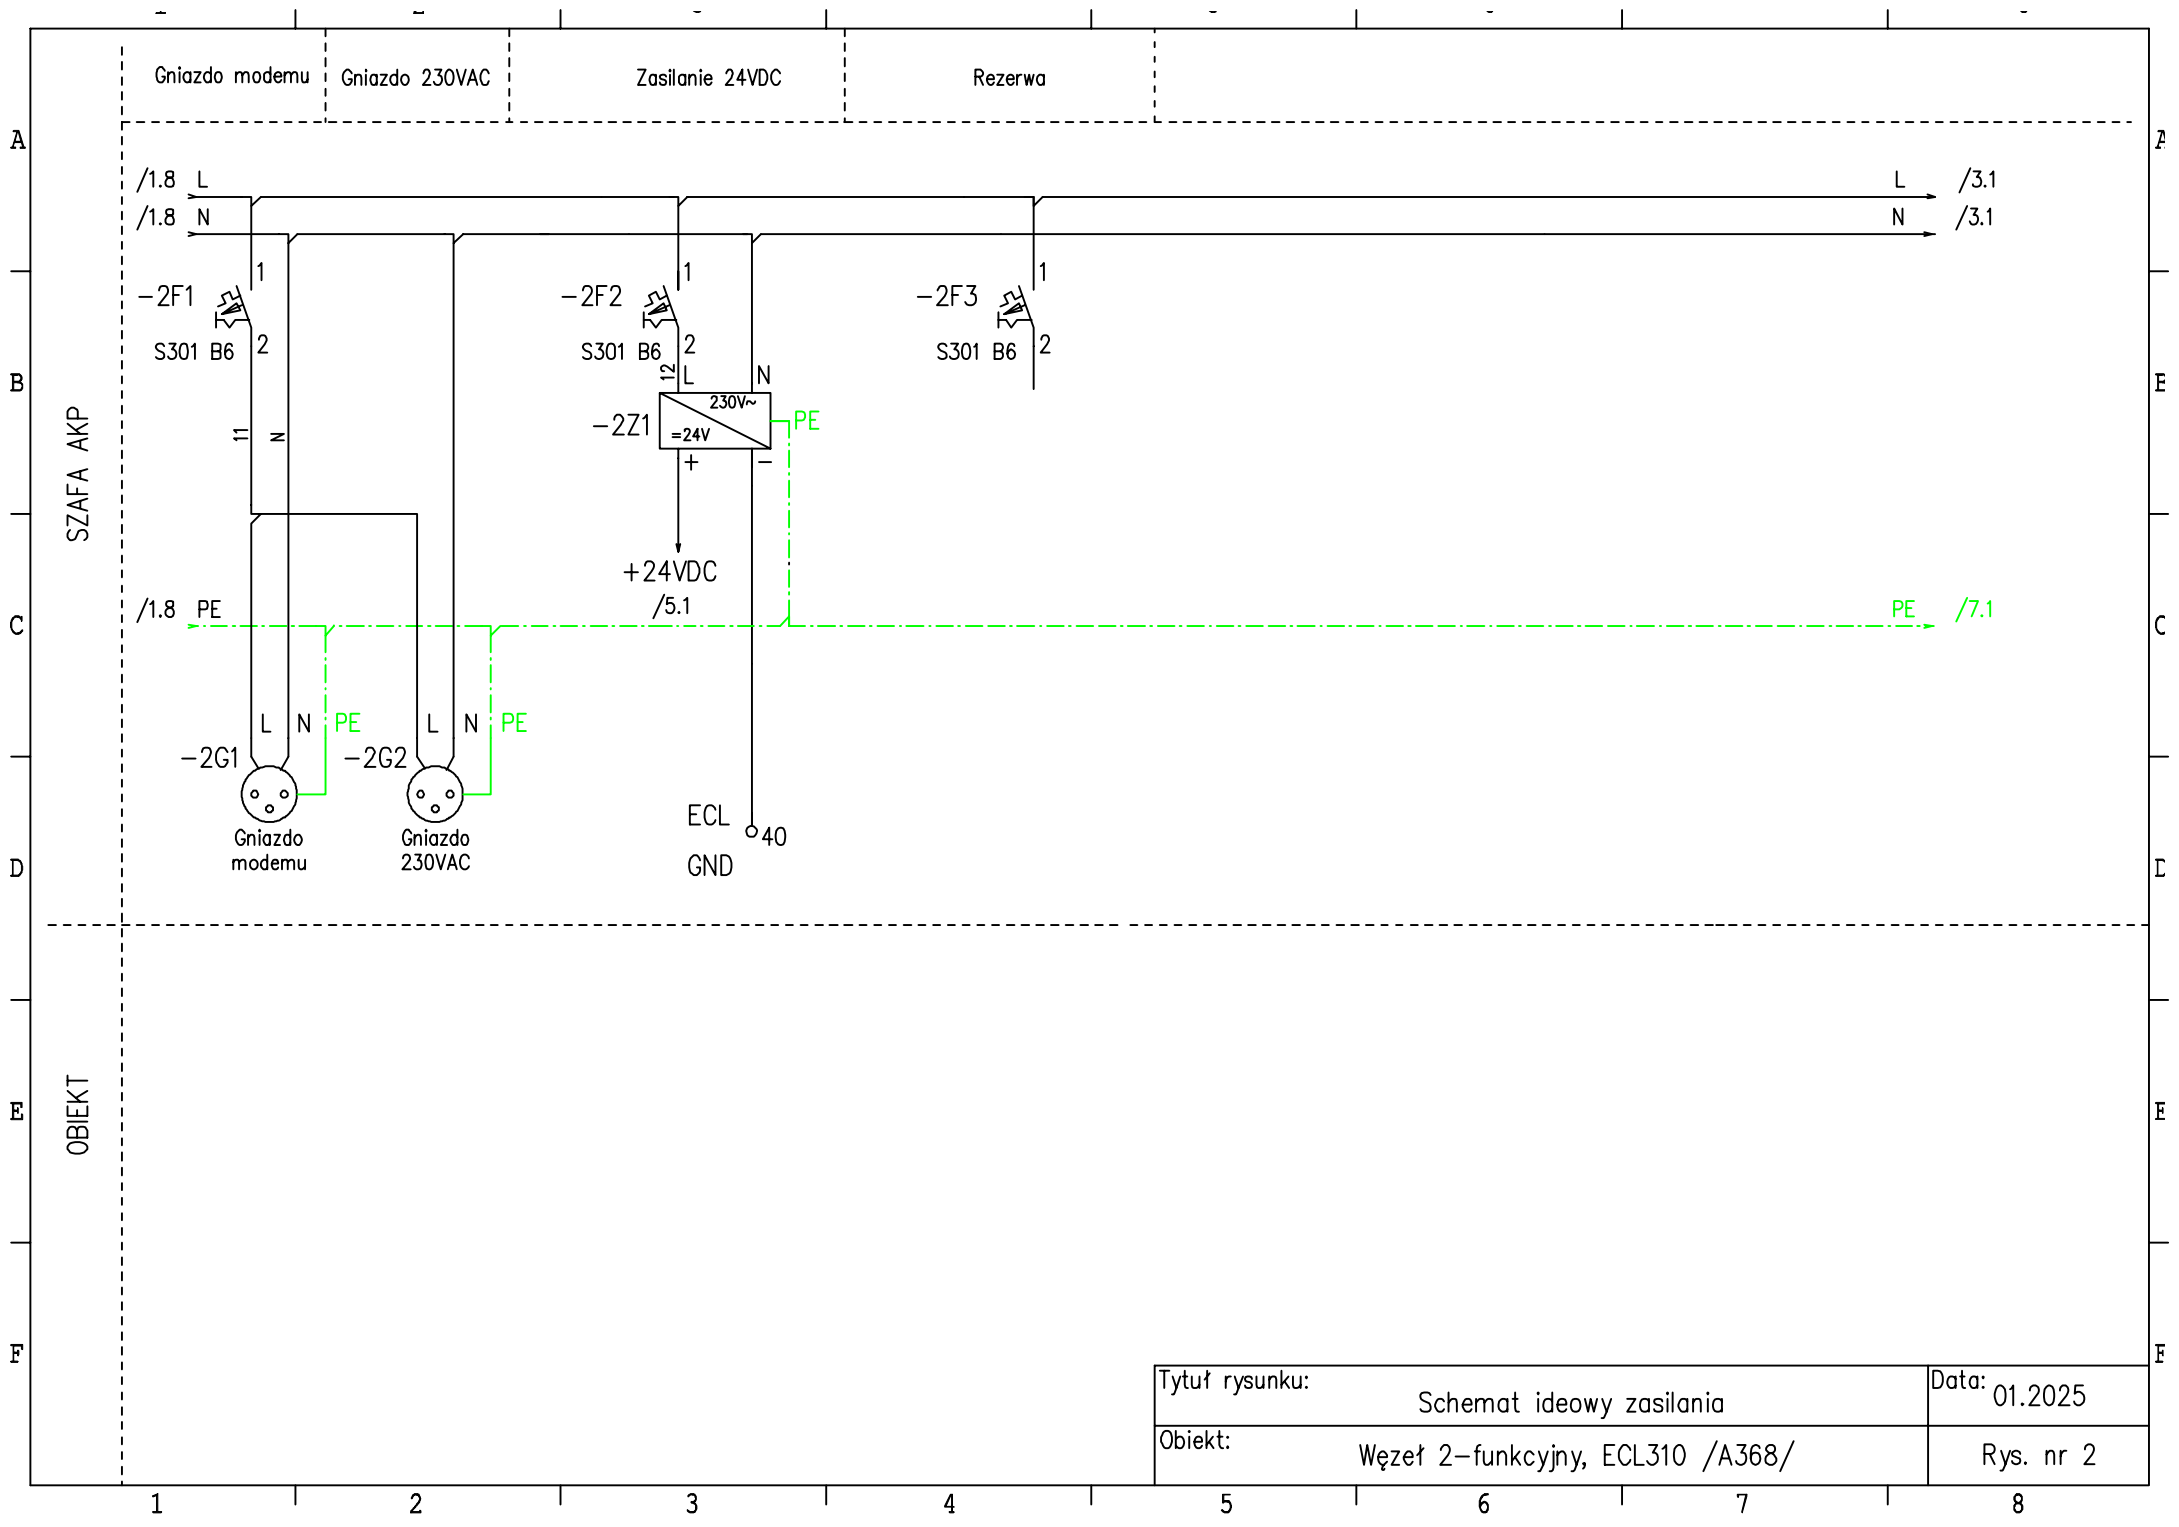 Gniazdo modemu
Gniazdo 230VAC
Zasilanie 24VDC
Rezerwa
A
A
/1.8 L
L /3.1
/1.8 N
N /3.1
1
1
1
-2F1
-2F2
-2F3
S301 B6
2
S301 B6
2
S301 B6
2
12
L
N
B
B
230V~
=24V
-2Z1
PE
+
-
11
N
SZAFA AKP
+24VDC
/5.1
/1.8 PE
PE /7.1
C
C
L N PE
L N PE
-2G1
-2G2
Gniazdo
modemu
Gniazdo
230VAC
ECL
40
GND
D
D
E
E
OBIEKT
F
F
Tytuł rysunku:
Schemat ideowy zasilania
Data:
01.2025
Obiekt:
Węzeł 2-funkcyjny, ECL310 /A368/
Rys. nr 2
1
2
3
4
5
6
7
8